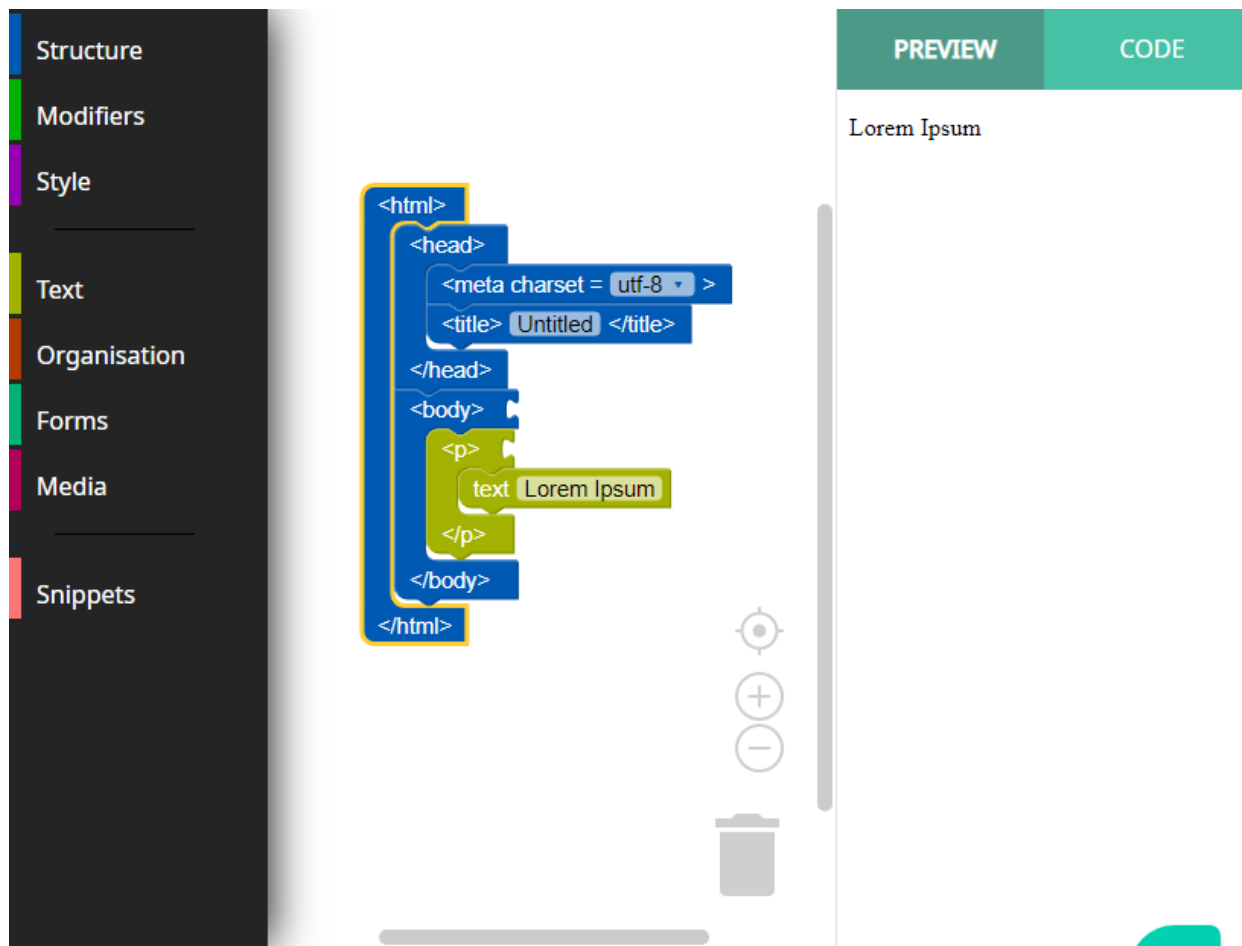 Structure
Modifiers
Style
Text
Organisation
Forms
Media
Snippets
<html>
<head>
<meta charset = utf-8 >
<title> Untitled </title>
</head>
<body>
<p>
text Lorem Ipsum
</p>
</body>
</html>
PREVIEW CODE
Lorem Ipsum